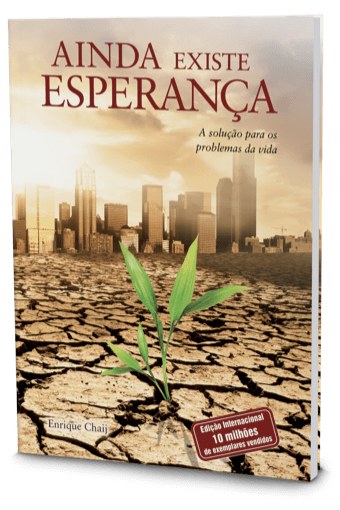 AINDA EXISTE
ESPERANÇA
A solução para os
problemas da vida
Enrique Chaij
Edição Internacional
10 milhões
de exemplares vendidos